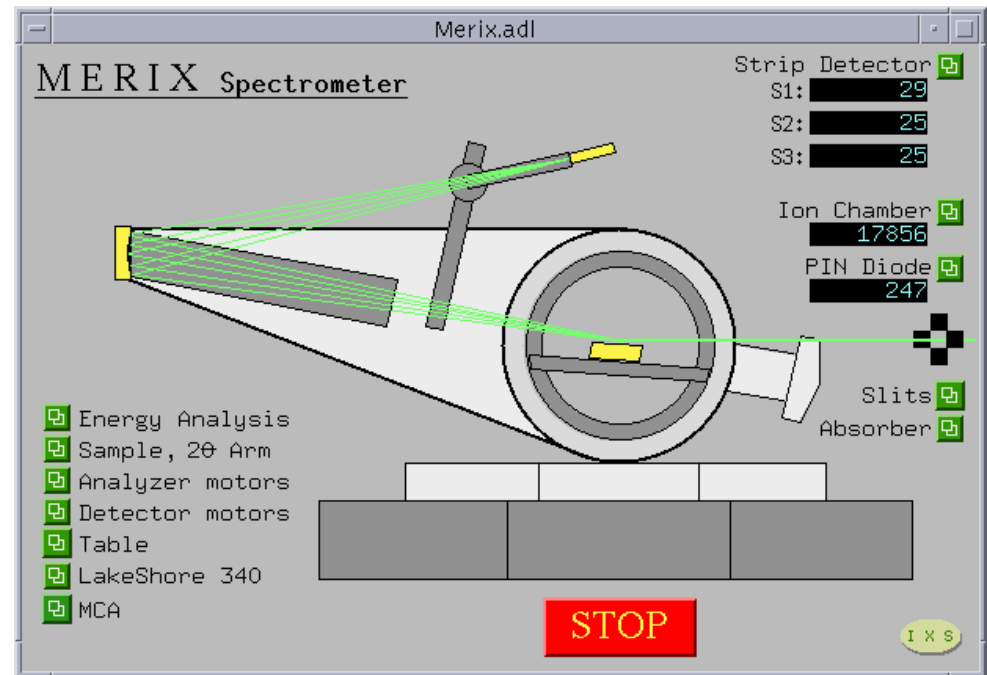 Merix.adl
MERIX Spectrometer
Strip Detector
S1: 29
S2: 25
S3: 25
Ion Chamber
17856
PIN Diode
247
Slits
Absorber
Energy Analysis
Sample, 2θ Arm
Analyzer motors
Detector motors
Table
LakeShore 340
MCA
STOP
I X S